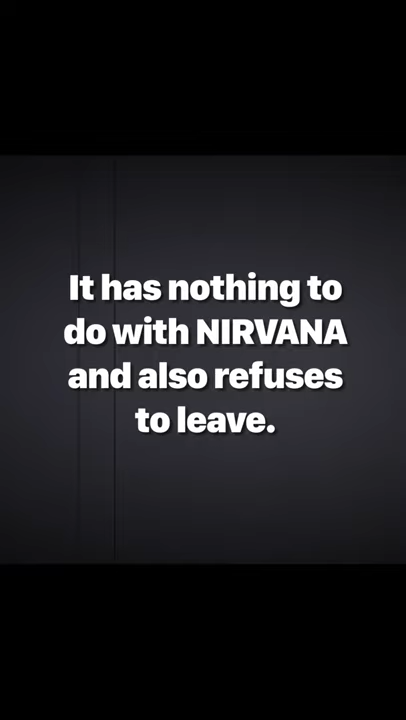 It has nothing to
do with NIRVANA
and also refuses
to leave.